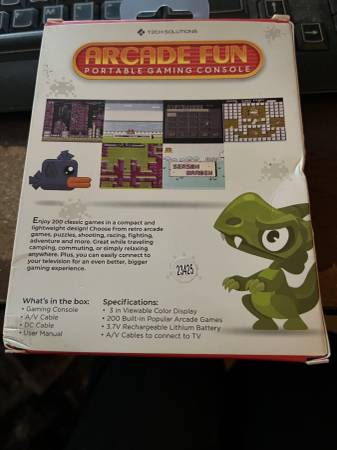 TZECH SOLUTIONS
ARCADE FUN
PORTABLE GAMING CONSOLE
SEASON
GARDEN
Enjoy 200 classic games in a compact and
lightweight design! Choose from retro arcade
games, puzzles, shooting, racing, fighting,
adventure and more. Great while traveling
camping, commuting, or simply relaxing
anywhere. Plus, you can easily connect to
your television for an even better, bigger
gaming experience.
23425
What's in the box:
• Gaming Console
• A/V Cable
• DC Cable
• User Manual
Specifications:
• 3 in Viewable Color Display
• 200 Built-in Popular Arcade Games
• 3.7V Rechargeable Lithium Battery
• A/V Cables to connect to TV